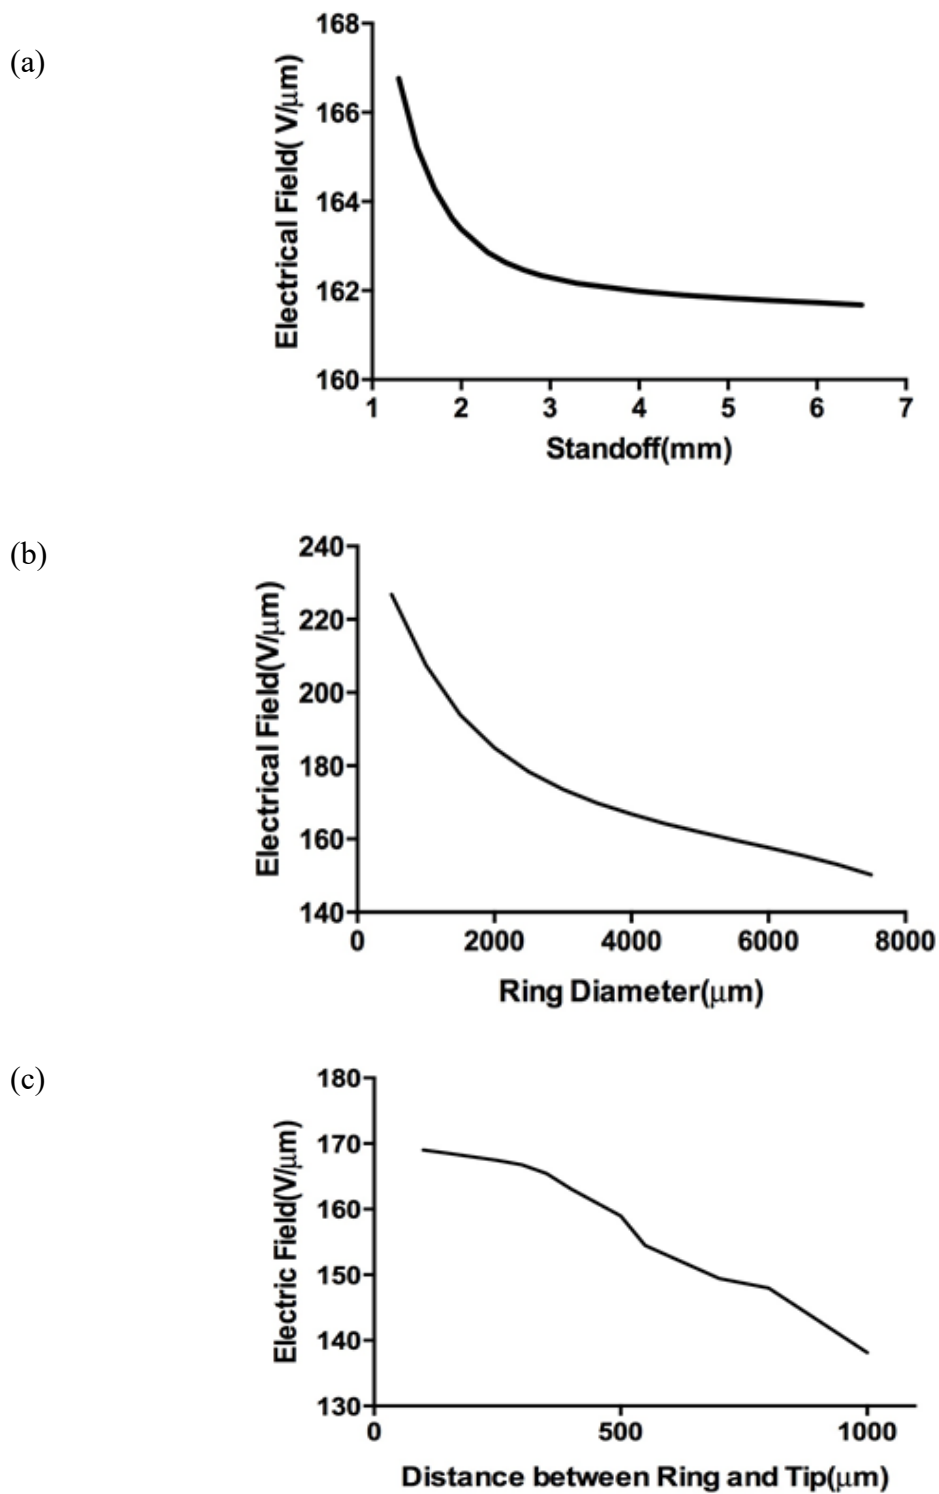 (a)
Electrical Field( V/μm)
168
166
164
162
160
1 2 3 4 5 6 7
Standoff(mm)
(b)
Electrical Field(V/μm)
240
220
200
180
160
140
0 2000 4000 6000 8000
Ring Diameter(μm)
(c)
Electric Field(V/μm)
180
170
160
150
140
130
0 500 1000
Distance between Ring and Tip(μm)